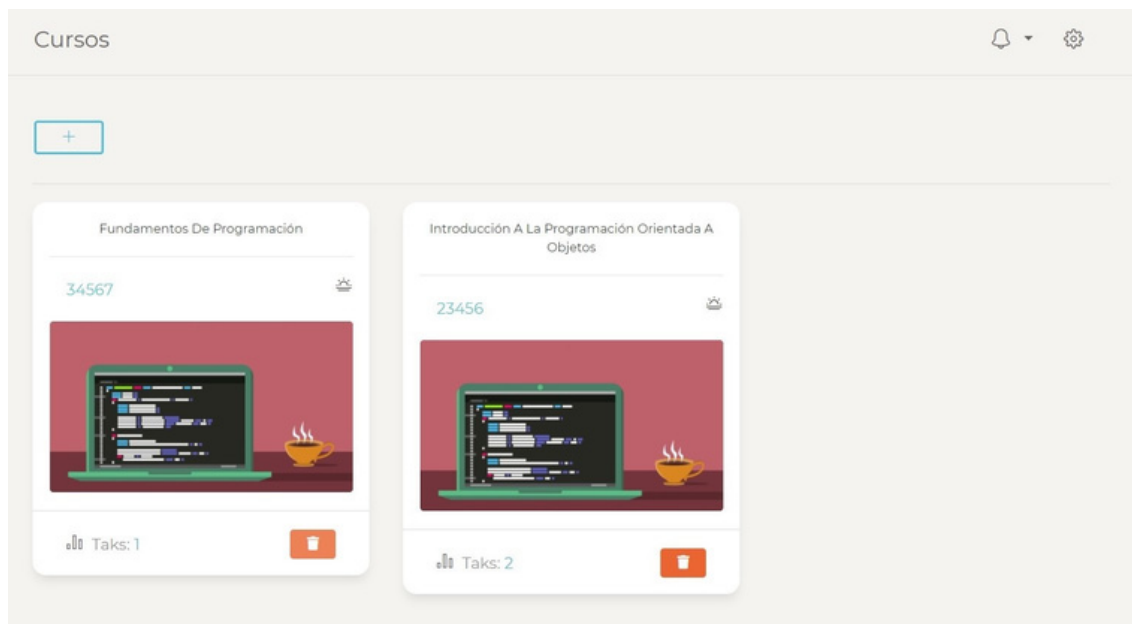 Cursos
+
Fundamentos De Programación
34567
Taks: 1
Introducción A La Programación Orientada A
Objetos
23456
Taks: 2